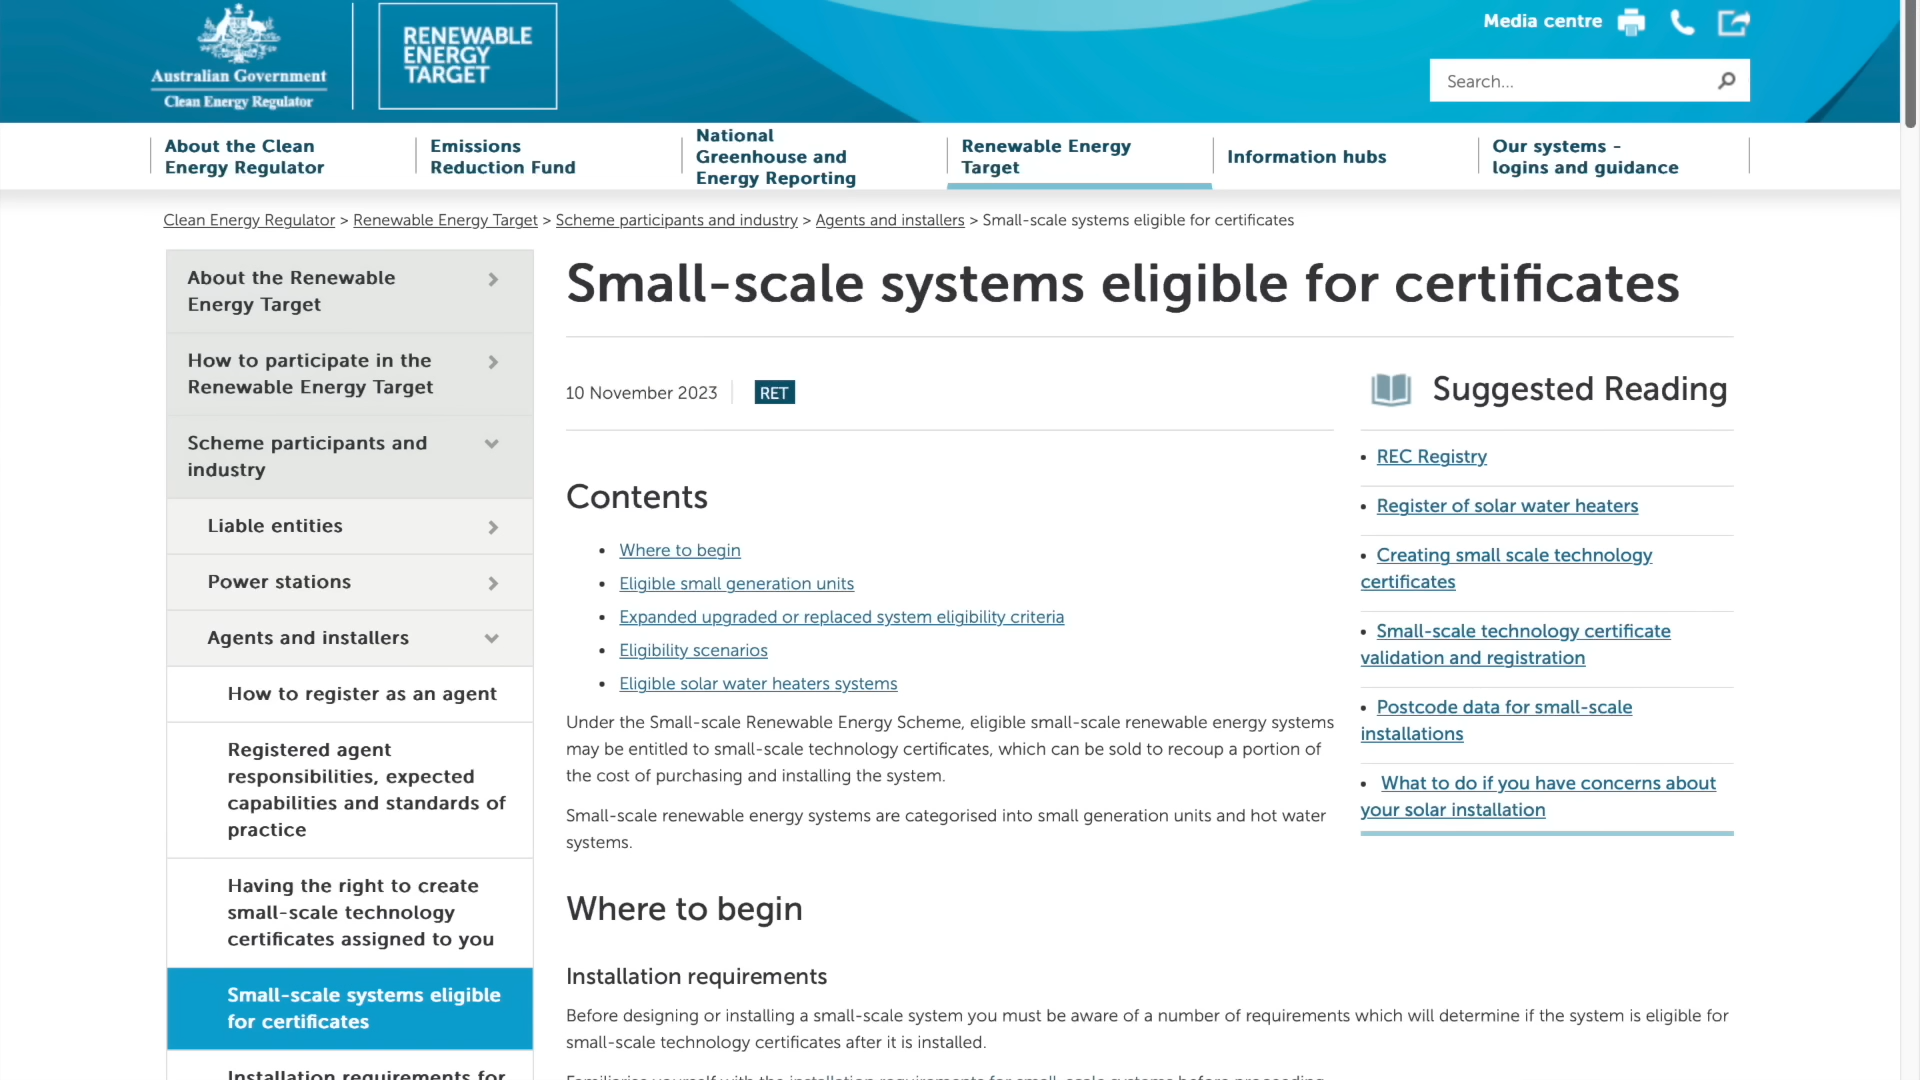 Australian Government
Clean Energy Regulator
RENEWABLE
ENERGY
TARGET
Media centre
Search...
About the Clean
Energy Regulator
Emissions
Reduction Fund
National
Greenhouse and
Energy Reporting
Renewable Energy
Target
Information hubs
Our systems -
logins and guidance
Clean Energy Regulator > Renewable Energy Target > Scheme participants and industry > Agents and installers > Small-scale systems eligible for certificates
About the Renewable
Energy Target
How to participate in the
Renewable Energy Target
Scheme participants and
industry
Liable entities
Power stations
Agents and installers
How to register as an agent
Registered agent
responsibilities, expected
capabilities and standards of
practice
Having the right to create
small-scale technology
certificates assigned to you
Small-scale systems eligible
for certificates
Installation requirements for
Small-scale systems eligible for certificates
10 November 2023
RET
Contents
• Where to begin
• Eligible small generation units
• Expanded upgraded or replaced system eligibility criteria
• Eligibility scenarios
• Eligible solar water heaters systems
Under the Small-scale Renewable Energy Scheme, eligible small-scale renewable energy systems
may be entitled to small-scale technology certificates, which can be sold to recoup a portion of
the cost of purchasing and installing the system.
Small-scale renewable energy systems are categorised into small generation units and hot water
systems.
Where to begin
Installation requirements
Before designing or installing a small-scale system you must be aware of a number of requirements which will determine if the system is eligible for
small-scale technology certificates after it is installed.
Familiarise yourself with the installation requirements for small-scale systems before proceeding.
Suggested Reading
• REC Registry
• Register of solar water heaters
• Creating small scale technology
certificates
• Small-scale technology certificate
validation and registration
• Postcode data for small-scale
installations
• What to do if you have concerns about
your solar installation